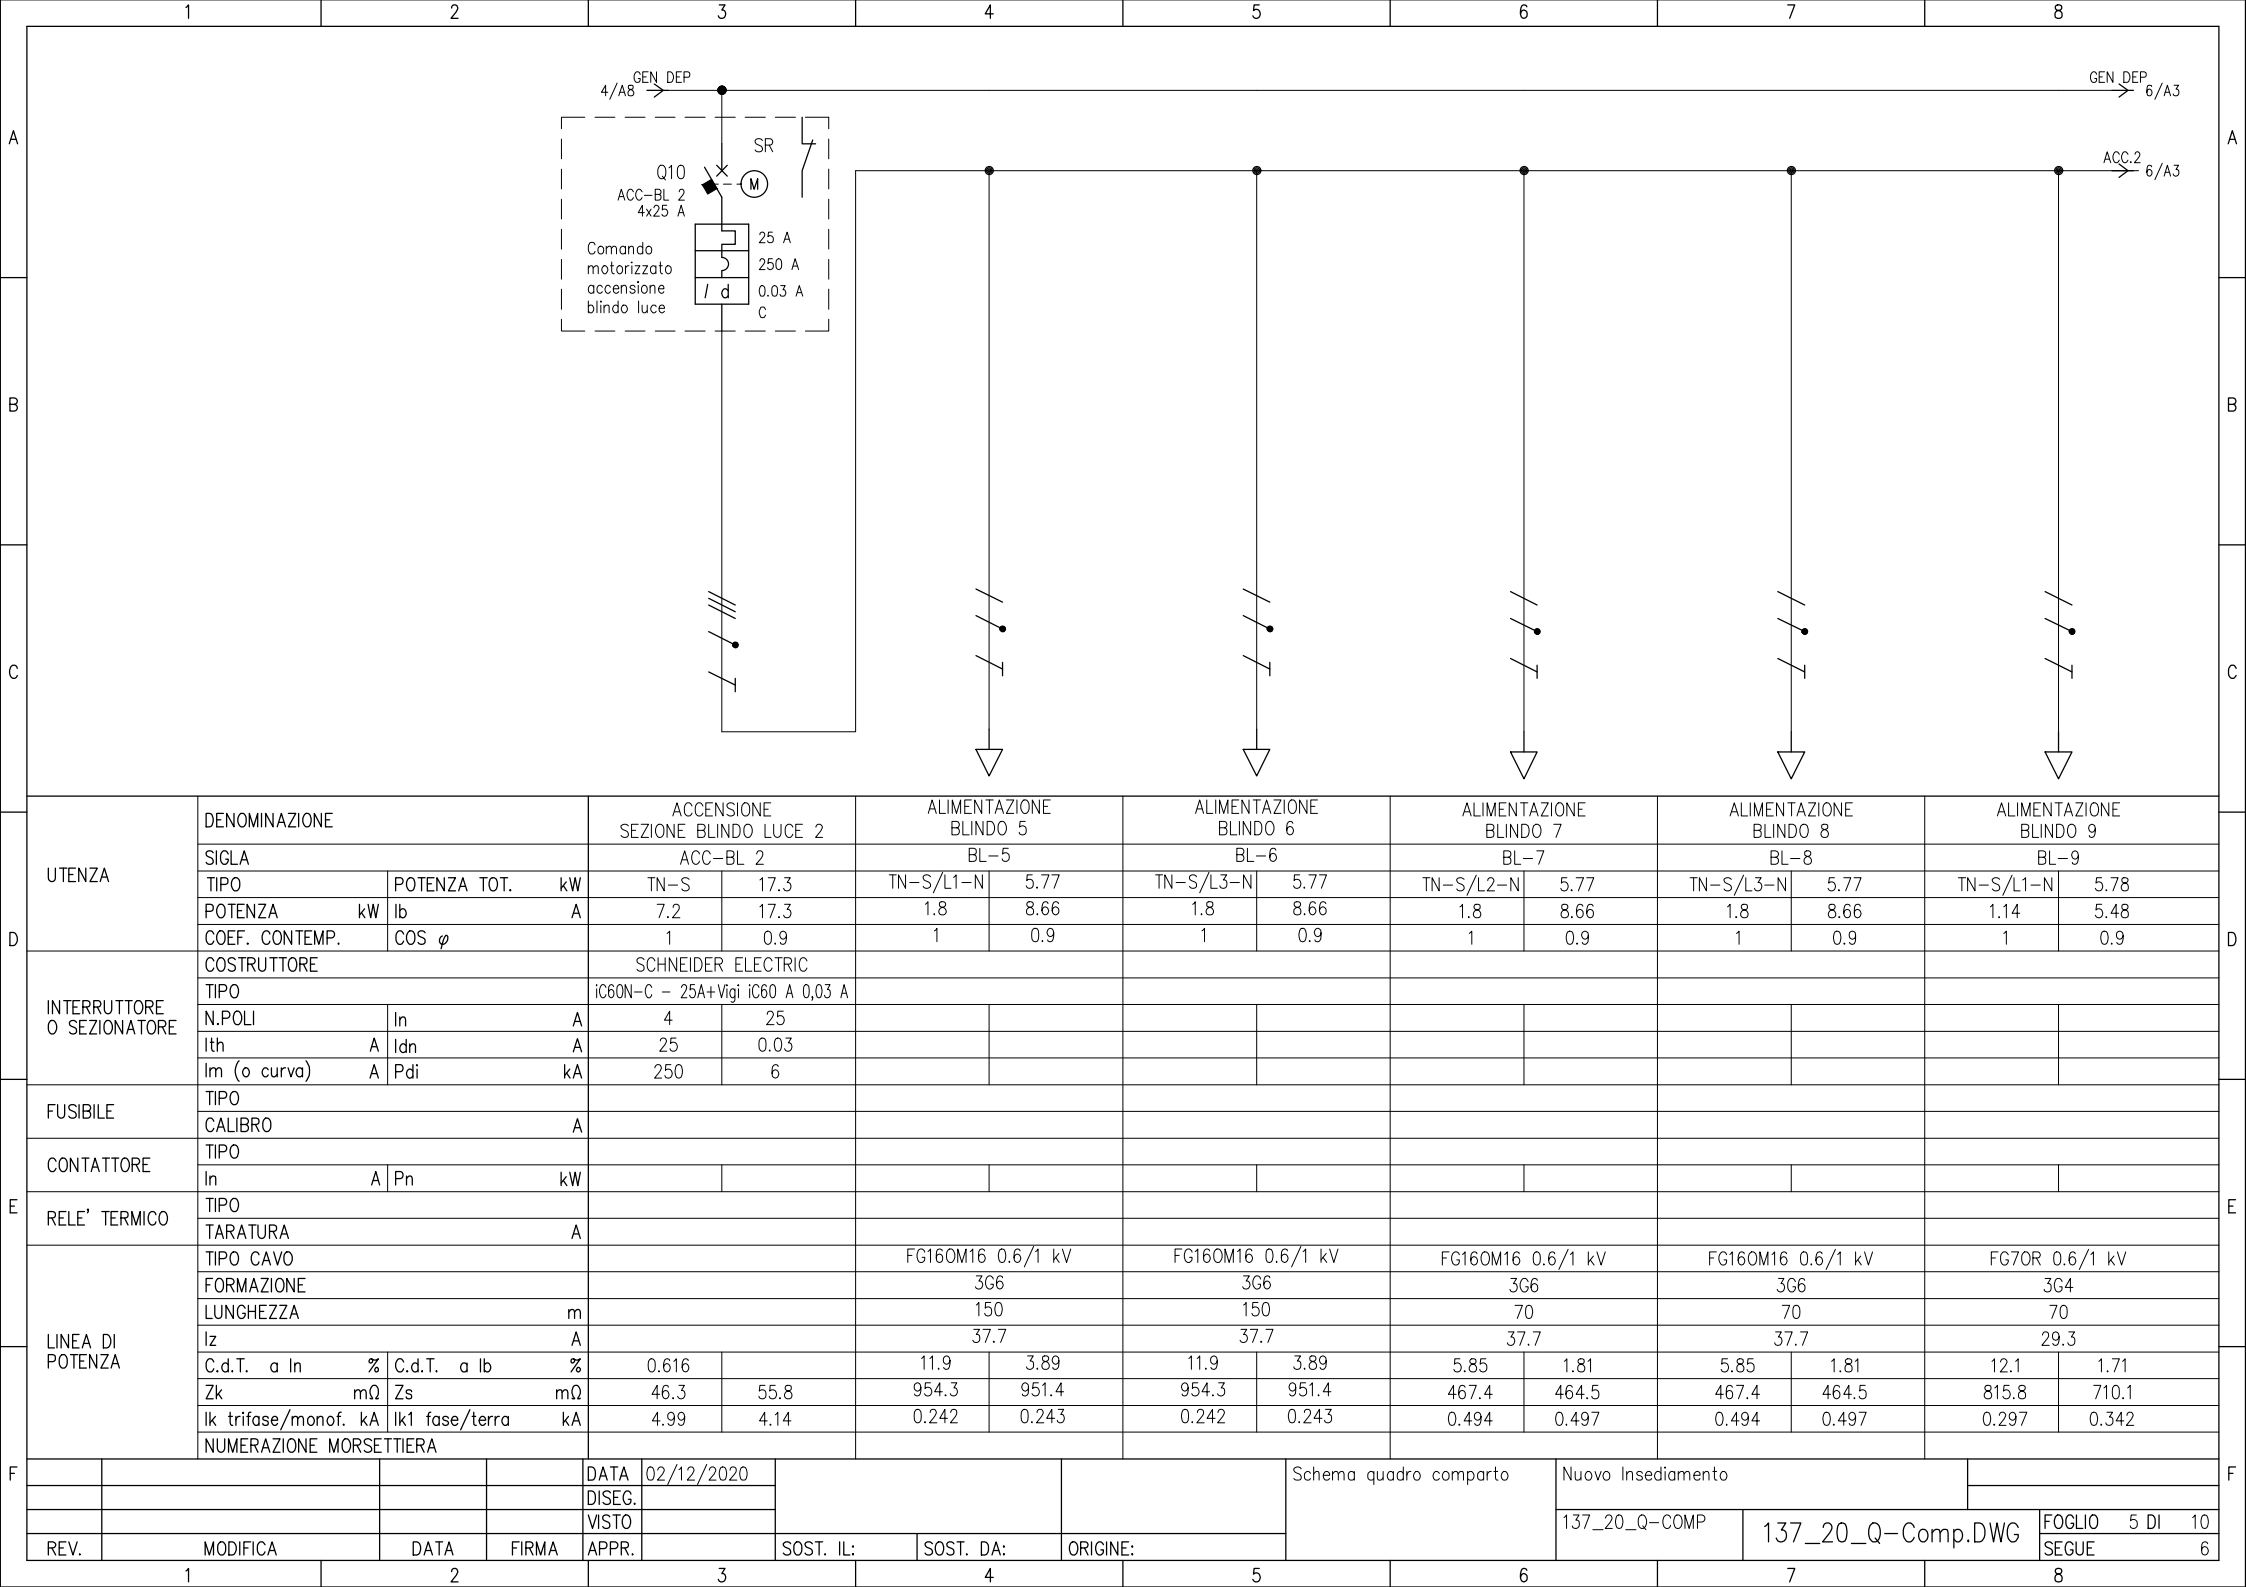 1 2 3 4 5 6 7 8
GEN DEP
4/A8
GEN DEP
6/A3
A
A
SR
ACC.2
6/A3
Q10
M
ACC-BL 2
4x25 A
25 A
Comando
motorizzato
accensione
blindo luce
250 A
I d
0.03 A
C
B
B
C
C
UTENZA
DENOMINAZIONE
ACCENSIONE
SEZIONE BLINDO LUCE 2
ALIMENTAZIONE
BLINDO 5
ALIMENTAZIONE
BLINDO 6
ALIMENTAZIONE
BLINDO 7
ALIMENTAZIONE
BLINDO 8
ALIMENTAZIONE
BLINDO 9
SIGLA ACC-BL 2 BL-5 BL-6 BL-7 BL-8 BL-9
TIPO POTENZA TOT. kW TN-S 17.3 TN-S/L1-N 5.77 TN-S/L3-N 5.77 TN-S/L2-N 5.77 TN-S/L3-N 5.77 TN-S/L1-N 5.78
POTENZA kW Ib A 7.2 17.3 1.8 8.66 1.8 8.66 1.8 8.66 1.8 8.66 1.14 5.48
D
D
COEF. CONTEMP. COS φ 1 0.9 1 0.9 1 0.9 1 0.9 1 0.9 1 0.9
INTERRUTTORE
O SEZIONATORE
COSTRUTTORE SCHNEIDER ELECTRIC
TIPO iC60N-C - 25A+Vigi iC60 A 0,03 A
N.POLI In A 4 25
Ith A Idn A 25 0.03
Im (o curva) A Pdi kA 250 6
FUSIBILE
TIPO
CALIBRO A
CONTATTORE
TIPO
In A Pn kW
E
E
RELE' TERMICO
TIPO
TARATURA A
LINEA DI
POTENZA
TIPO CAVO FG16OM16 0.6/1 kV FG16OM16 0.6/1 kV FG16OM16 0.6/1 kV FG16OM16 0.6/1 kV FG7OR 0.6/1 kV
FORMAZIONE 3G6 3G6 3G6 3G6 3G4
LUNGHEZZA m 150 150 70 70 70
Iz A 37.7 37.7 37.7 37.7 29.3
C.d.T. a In % C.d.T. a Ib % 0.616 11.9 3.89 11.9 3.89 5.85 1.81 5.85 1.81 12.1 1.71
Zk mΩ Zs mΩ 46.3 55.8 954.3 951.4 954.3 951.4 467.4 464.5 467.4 464.5 815.8 710.1
Ik trifase/monof. kA Ik1 fase/terra kA 4.99 4.14 0.242 0.243 0.242 0.243 0.494 0.497 0.494 0.497 0.297 0.342
NUMERAZIONE MORSETTIERA
F
F
DATA 02/12/2020
Schema quadro comparto
Nuovo Insediamento
DISEG.
VISTO
137_20_Q-COMP
137_20_Q-Comp.DWG
FOGLIO 5 DI 10
REV. MODIFICA DATA FIRMA APPR. SOST. IL: SOST. DA: ORIGINE:
SEGUE 6
1 2 3 4 5 6 7 8